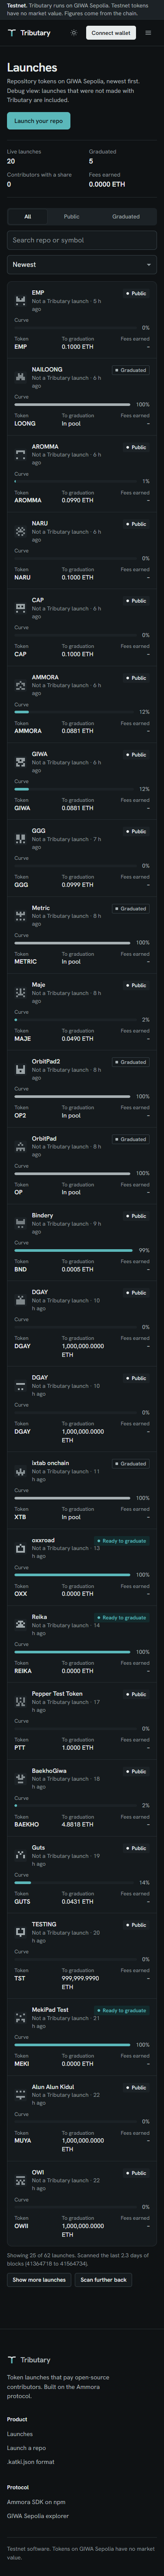 Testnet. Tributary runs on GIWA Sepolia. Testnet tokens
have no market value. Figures come from the chain.
Tributary
Connect wallet
Launches
Repository tokens on GIWA Sepolia, newest first.
Debug view: launches that were not made with
Tributary are included.
Launch your repo
Live launches
20
Graduated
5
Contributors with a share
0
Fees earned
0.0000 ETH
All
Public
Graduated
Search repo or symbol
Newest
EMP
Not a Tributary launch · 5 h
ago
Public
Curve
0%
Token
EMP
To graduation
0.1000 ETH
Fees earned
–
NAILOONG
Not a Tributary launch · 6 h
ago
Graduated
Curve
100%
Token
LOONG
To graduation
In pool
Fees earned
–
AROMMA
Not a Tributary launch · 6 h
ago
Public
Curve
1%
Token
AROMMA
To graduation
0.0990 ETH
Fees earned
–
NARU
Not a Tributary launch · 6 h
ago
Public
Curve
0%
Token
NARU
To graduation
0.1000 ETH
Fees earned
–
CAP
Not a Tributary launch · 6 h
ago
Public
Curve
0%
Token
CAP
To graduation
0.1000 ETH
Fees earned
–
AMMORA
Not a Tributary launch · 6 h
ago
Public
Curve
12%
Token
AMMORA
To graduation
0.0881 ETH
Fees earned
–
GIWA
Not a Tributary launch · 6 h
ago
Public
Curve
12%
Token
GIWA
To graduation
0.0881 ETH
Fees earned
–
GGG
Not a Tributary launch · 7 h
ago
Public
Curve
0%
Token
GGG
To graduation
0.0999 ETH
Fees earned
–
Metric
Not a Tributary launch · 8 h
ago
Graduated
Curve
100%
Token
METRIC
To graduation
In pool
Fees earned
–
Maje
Not a Tributary launch · 8 h
ago
Public
Curve
2%
Token
MAJE
To graduation
0.0490 ETH
Fees earned
–
OrbitPad2
Not a Tributary launch · 8 h
ago
Graduated
Curve
100%
Token
OP2
To graduation
In pool
Fees earned
–
OrbitPad
Not a Tributary launch · 8 h
ago
Graduated
Curve
100%
Token
OP
To graduation
In pool
Fees earned
–
Bindery
Not a Tributary launch · 9 h
ago
Public
Curve
99%
Token
BND
To graduation
0.0005 ETH
Fees earned
–
DGAY
Not a Tributary launch · 10
h ago
Public
Curve
0%
Token
DGAY
To graduation
1,000,000.0000
ETH
Fees earned
–
DGAY
Not a Tributary launch · 10
h ago
Public
Curve
0%
Token
DGAY
To graduation
1,000,000.0000
ETH
Fees earned
–
ixtab onchain
Not a Tributary launch · 11
h ago
Graduated
Curve
100%
Token
XTB
To graduation
In pool
Fees earned
–
oxxroad
Not a Tributary launch · 13
h ago
Ready to graduate
Curve
100%
Token
OXX
To graduation
0.0000 ETH
Fees earned
–
Reika
Not a Tributary launch · 14
h ago
Ready to graduate
Curve
100%
Token
REIKA
To graduation
0.0000 ETH
Fees earned
–
Pepper Test Token
Not a Tributary launch · 17
h ago
Public
Curve
0%
Token
PTT
To graduation
1.0000 ETH
Fees earned
–
BaekhoGiwa
Not a Tributary launch · 18
h ago
Public
Curve
2%
Token
BAEKHO
To graduation
4.8818 ETH
Fees earned
–
Guts
Not a Tributary launch · 19
h ago
Public
Curve
14%
Token
GUTS
To graduation
0.0431 ETH
Fees earned
–
TESTING
Not a Tributary launch · 20
h ago
Public
Curve
0%
Token
TST
To graduation
999,999.9990
ETH
Fees earned
–
MekiPad Test
Not a Tributary launch · 21
h ago
Ready to graduate
Curve
100%
Token
MEKI
To graduation
0.0000 ETH
Fees earned
–
Alun Alun Kidul
Not a Tributary launch · 22
h ago
Public
Curve
0%
Token
MUYA
To graduation
1,000,000.0000
ETH
Fees earned
–
OWI
Not a Tributary launch · 22
h ago
Public
Curve
0%
Token
OWII
To graduation
1,000,000.0000
ETH
Fees earned
–
Showing 25 of 62 launches. Scanned the last 2.3 days of
blocks (41364718 to 41564734).
Show more launches
Scan further back
Tributary
Token launches that pay open-source
contributors. Built on the Ammora
protocol.
Product
Launches
Launch a repo
.katki.json format
Protocol
Ammora SDK on npm
GIWA Sepolia explorer
Testnet software. Tokens on GIWA Sepolia have no market
value.